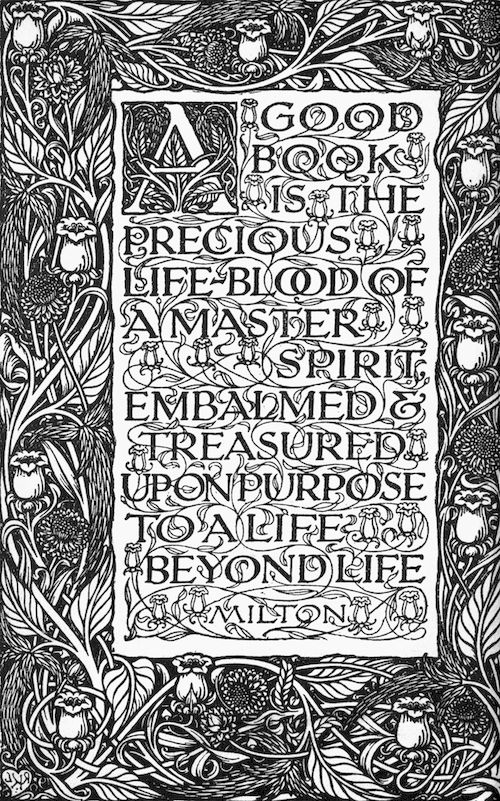 A GOOD
BOOK
IS THE
PRECIOUS
LIFE-BLOOD OF
A MASTER
SPIRIT,
EMBALMED &
TREASURED
UPON PURPOSE
TO A LIFE
BEYOND LIFE
MILTON